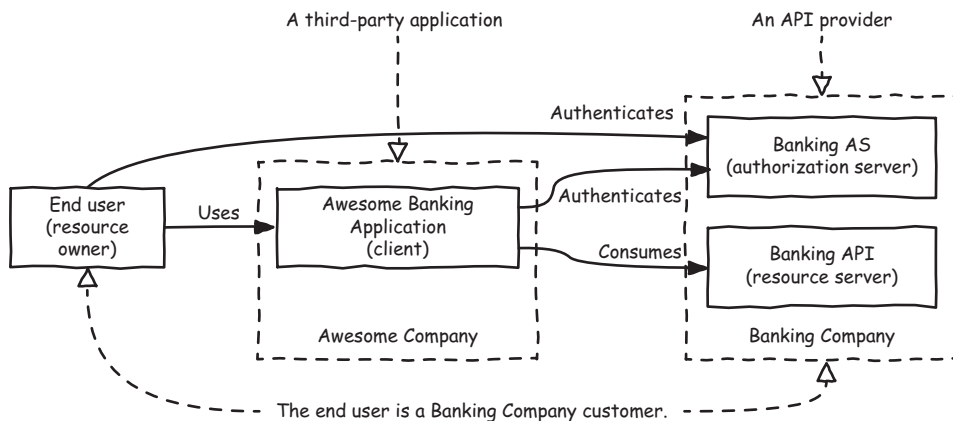 A third-party application
An API provider
Authenticates
Banking AS
(authorization server)
End user
(resource
owner)
Uses
Awesome Banking
Application
(client)
Authenticates
Consumes
Banking API
(resource server)
Awesome Company
Banking Company
The end user is a Banking Company customer.